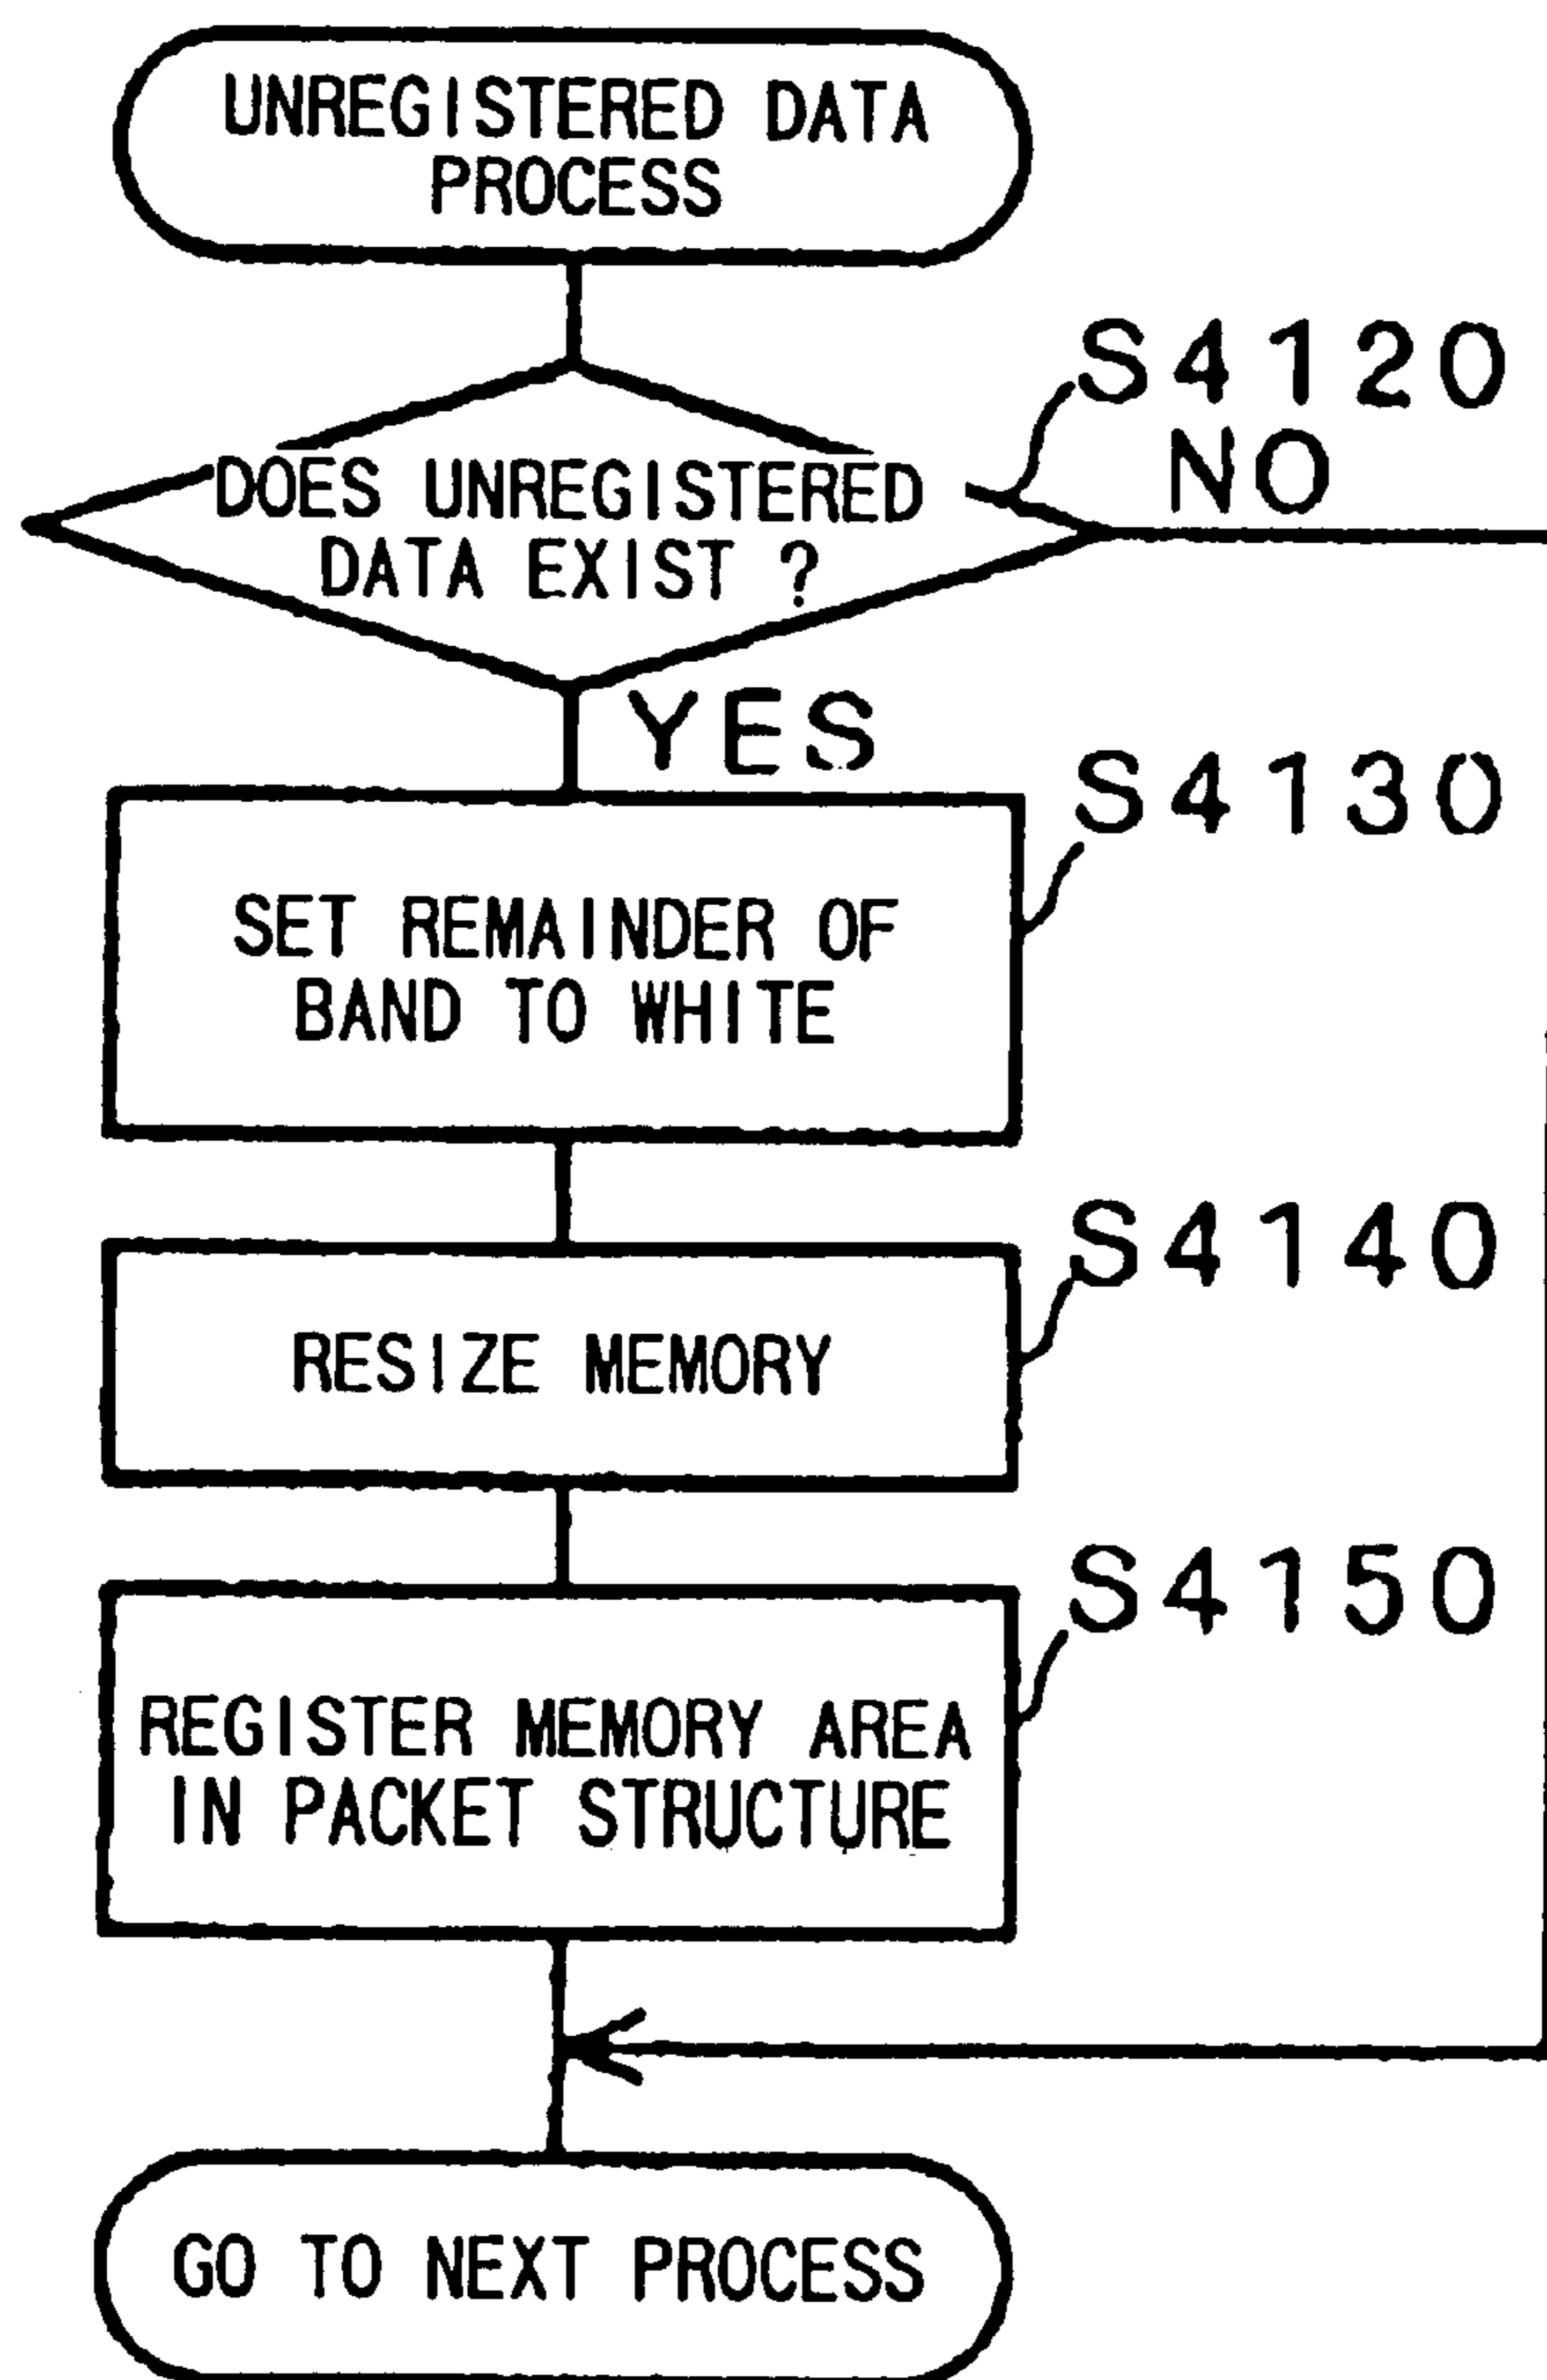 UNREGISTERED DATA
PROCESS
S4120
NO
DOES UNREGISTERED
DATA EXIST ?
YES
S4130
SET REMAINDER OF
BAND TO WHITE
S4140
RESIZE MEMORY
S4150
REGISTER MEMORY AREA
IN PACKET STRUCTURE
GO TO NEXT PROCESS